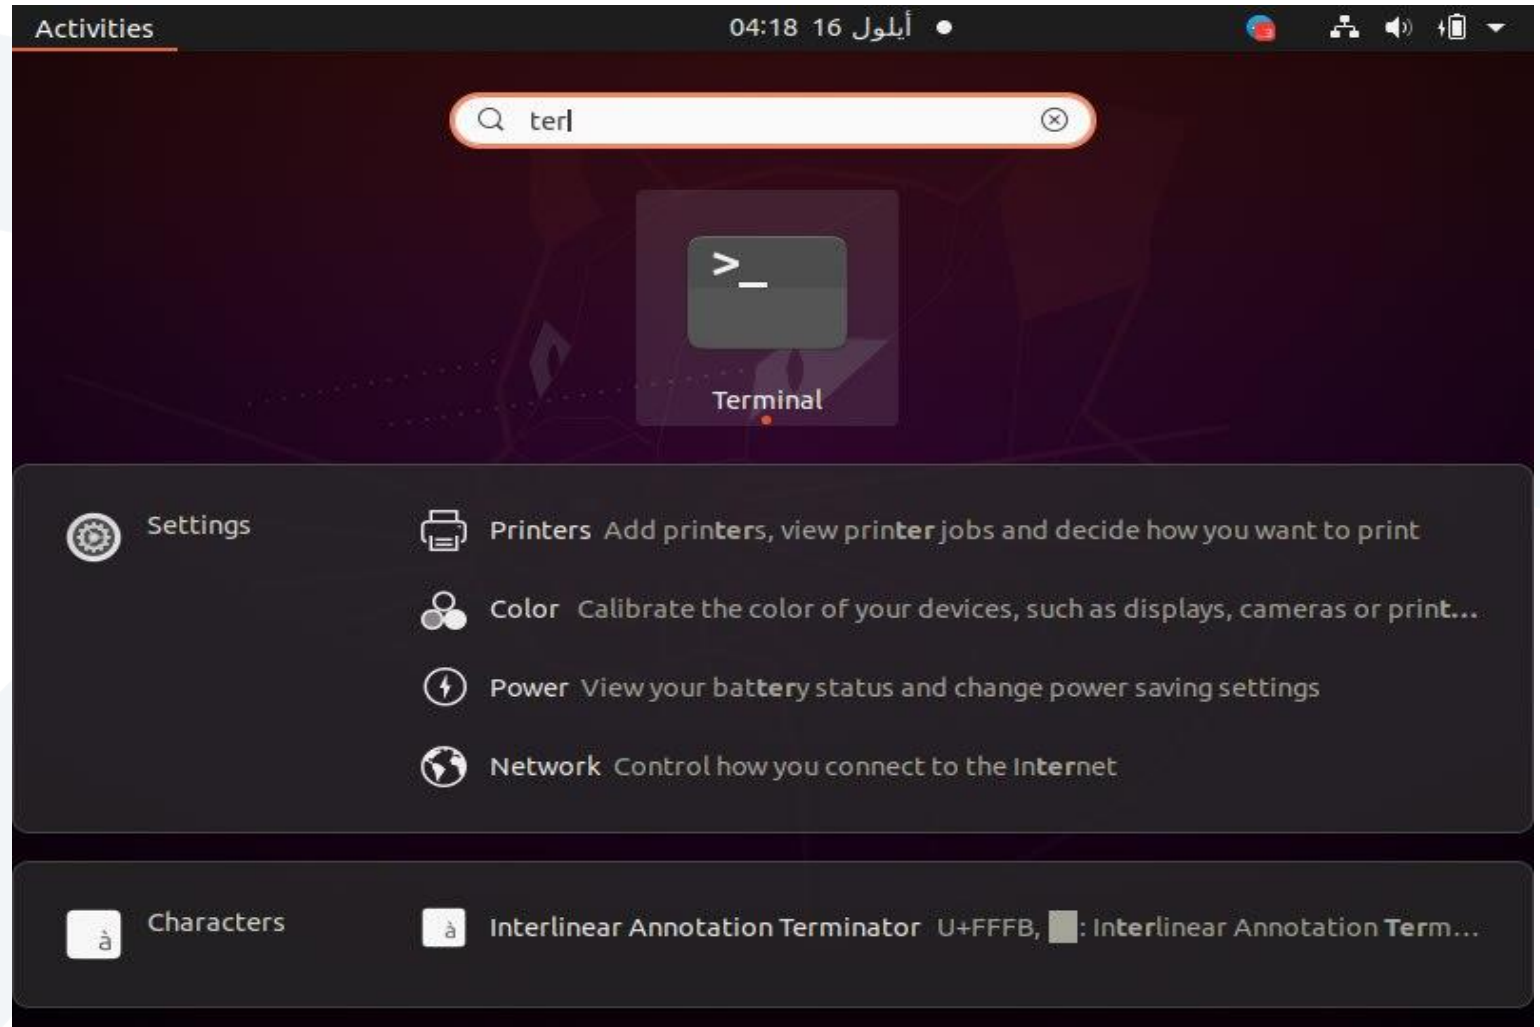 Activities
04:18 16 أيلول
ter
>_
Terminal
Settings
Printers Add printers, view printer jobs and decide how you want to print
Color Calibrate the color of your devices, such as displays, cameras or print...
Power View your battery status and change power saving settings
Network Control how you connect to the Internet
à
Characters
à
Interlinear Annotation Terminator U+FFFB, : Interlinear Annotation Term...